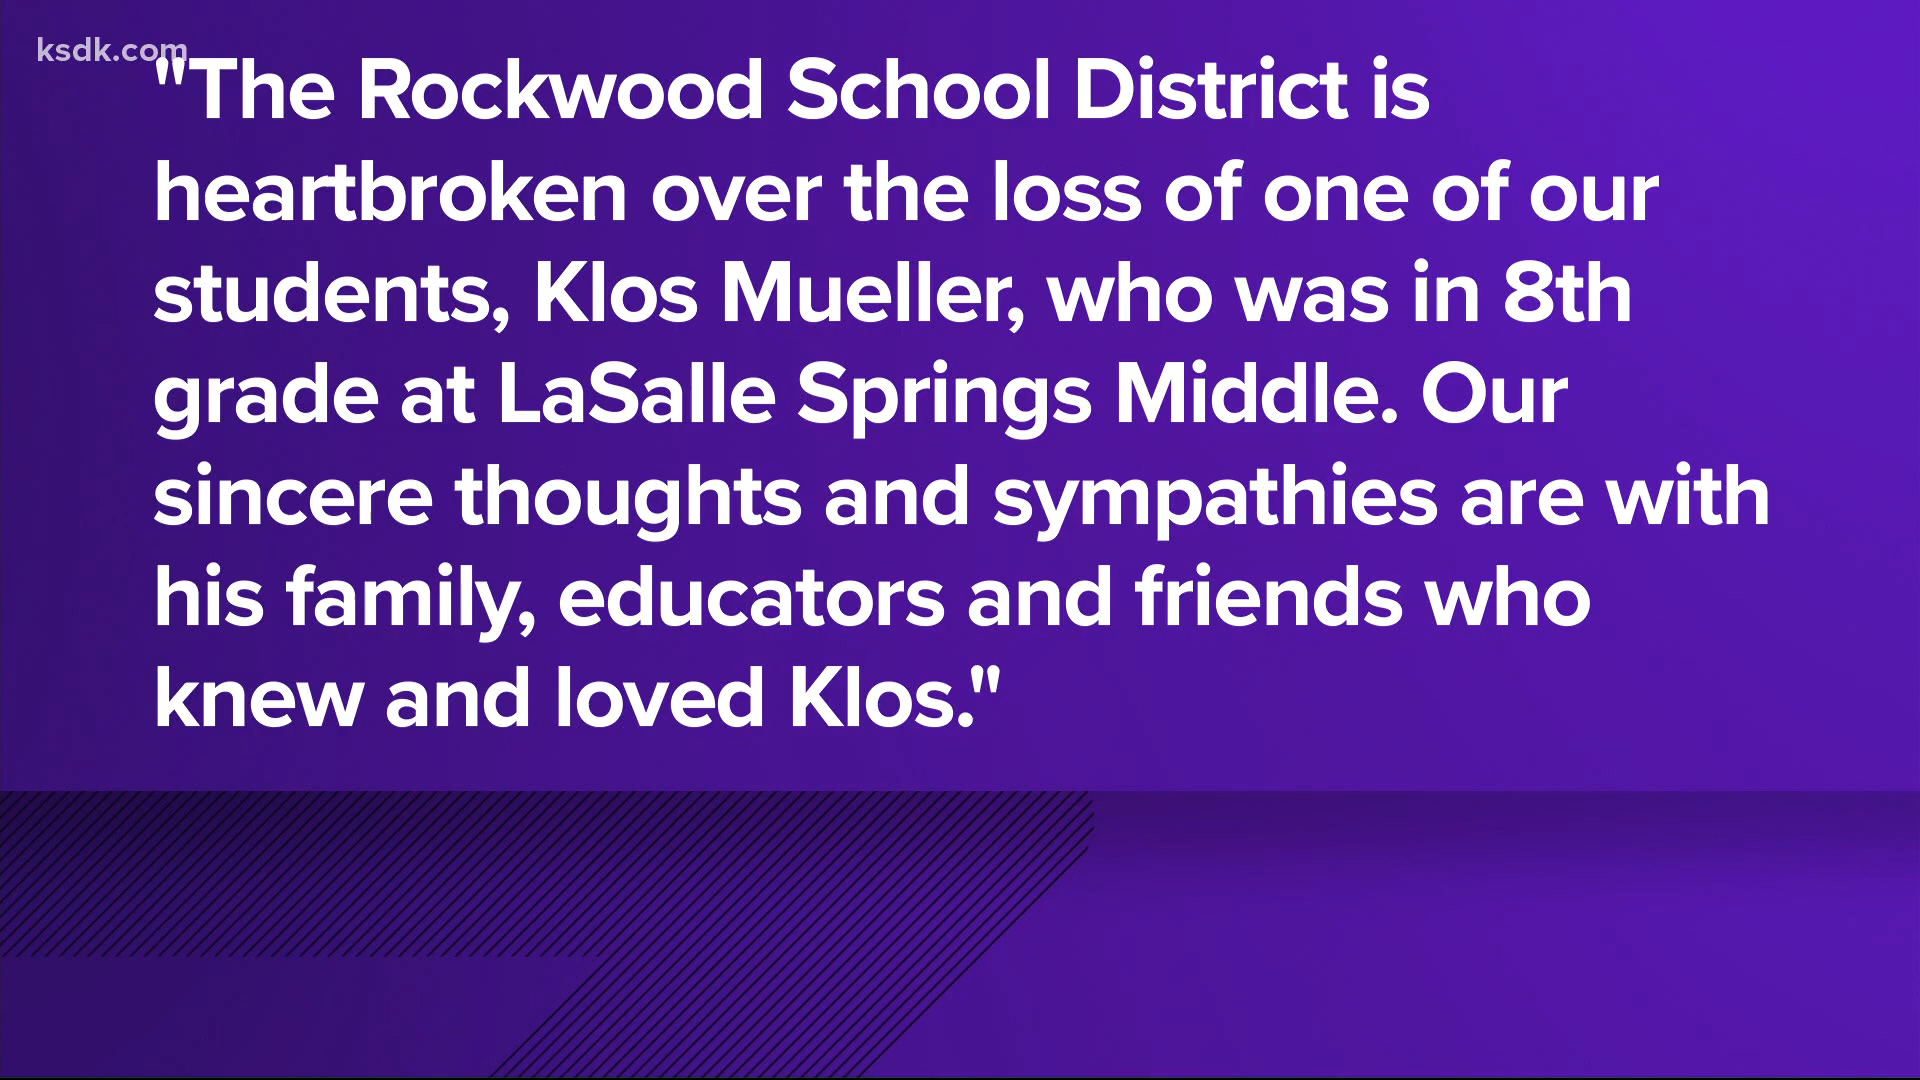 ksdk.com
"The Rockwood School District is
heartbroken over the loss of one of our
students, Klos Mueller, who was in 8th
grade at LaSalle Springs Middle. Our
sincere thoughts and sympathies are with
his family, educators and friends who
knew and loved Klos."